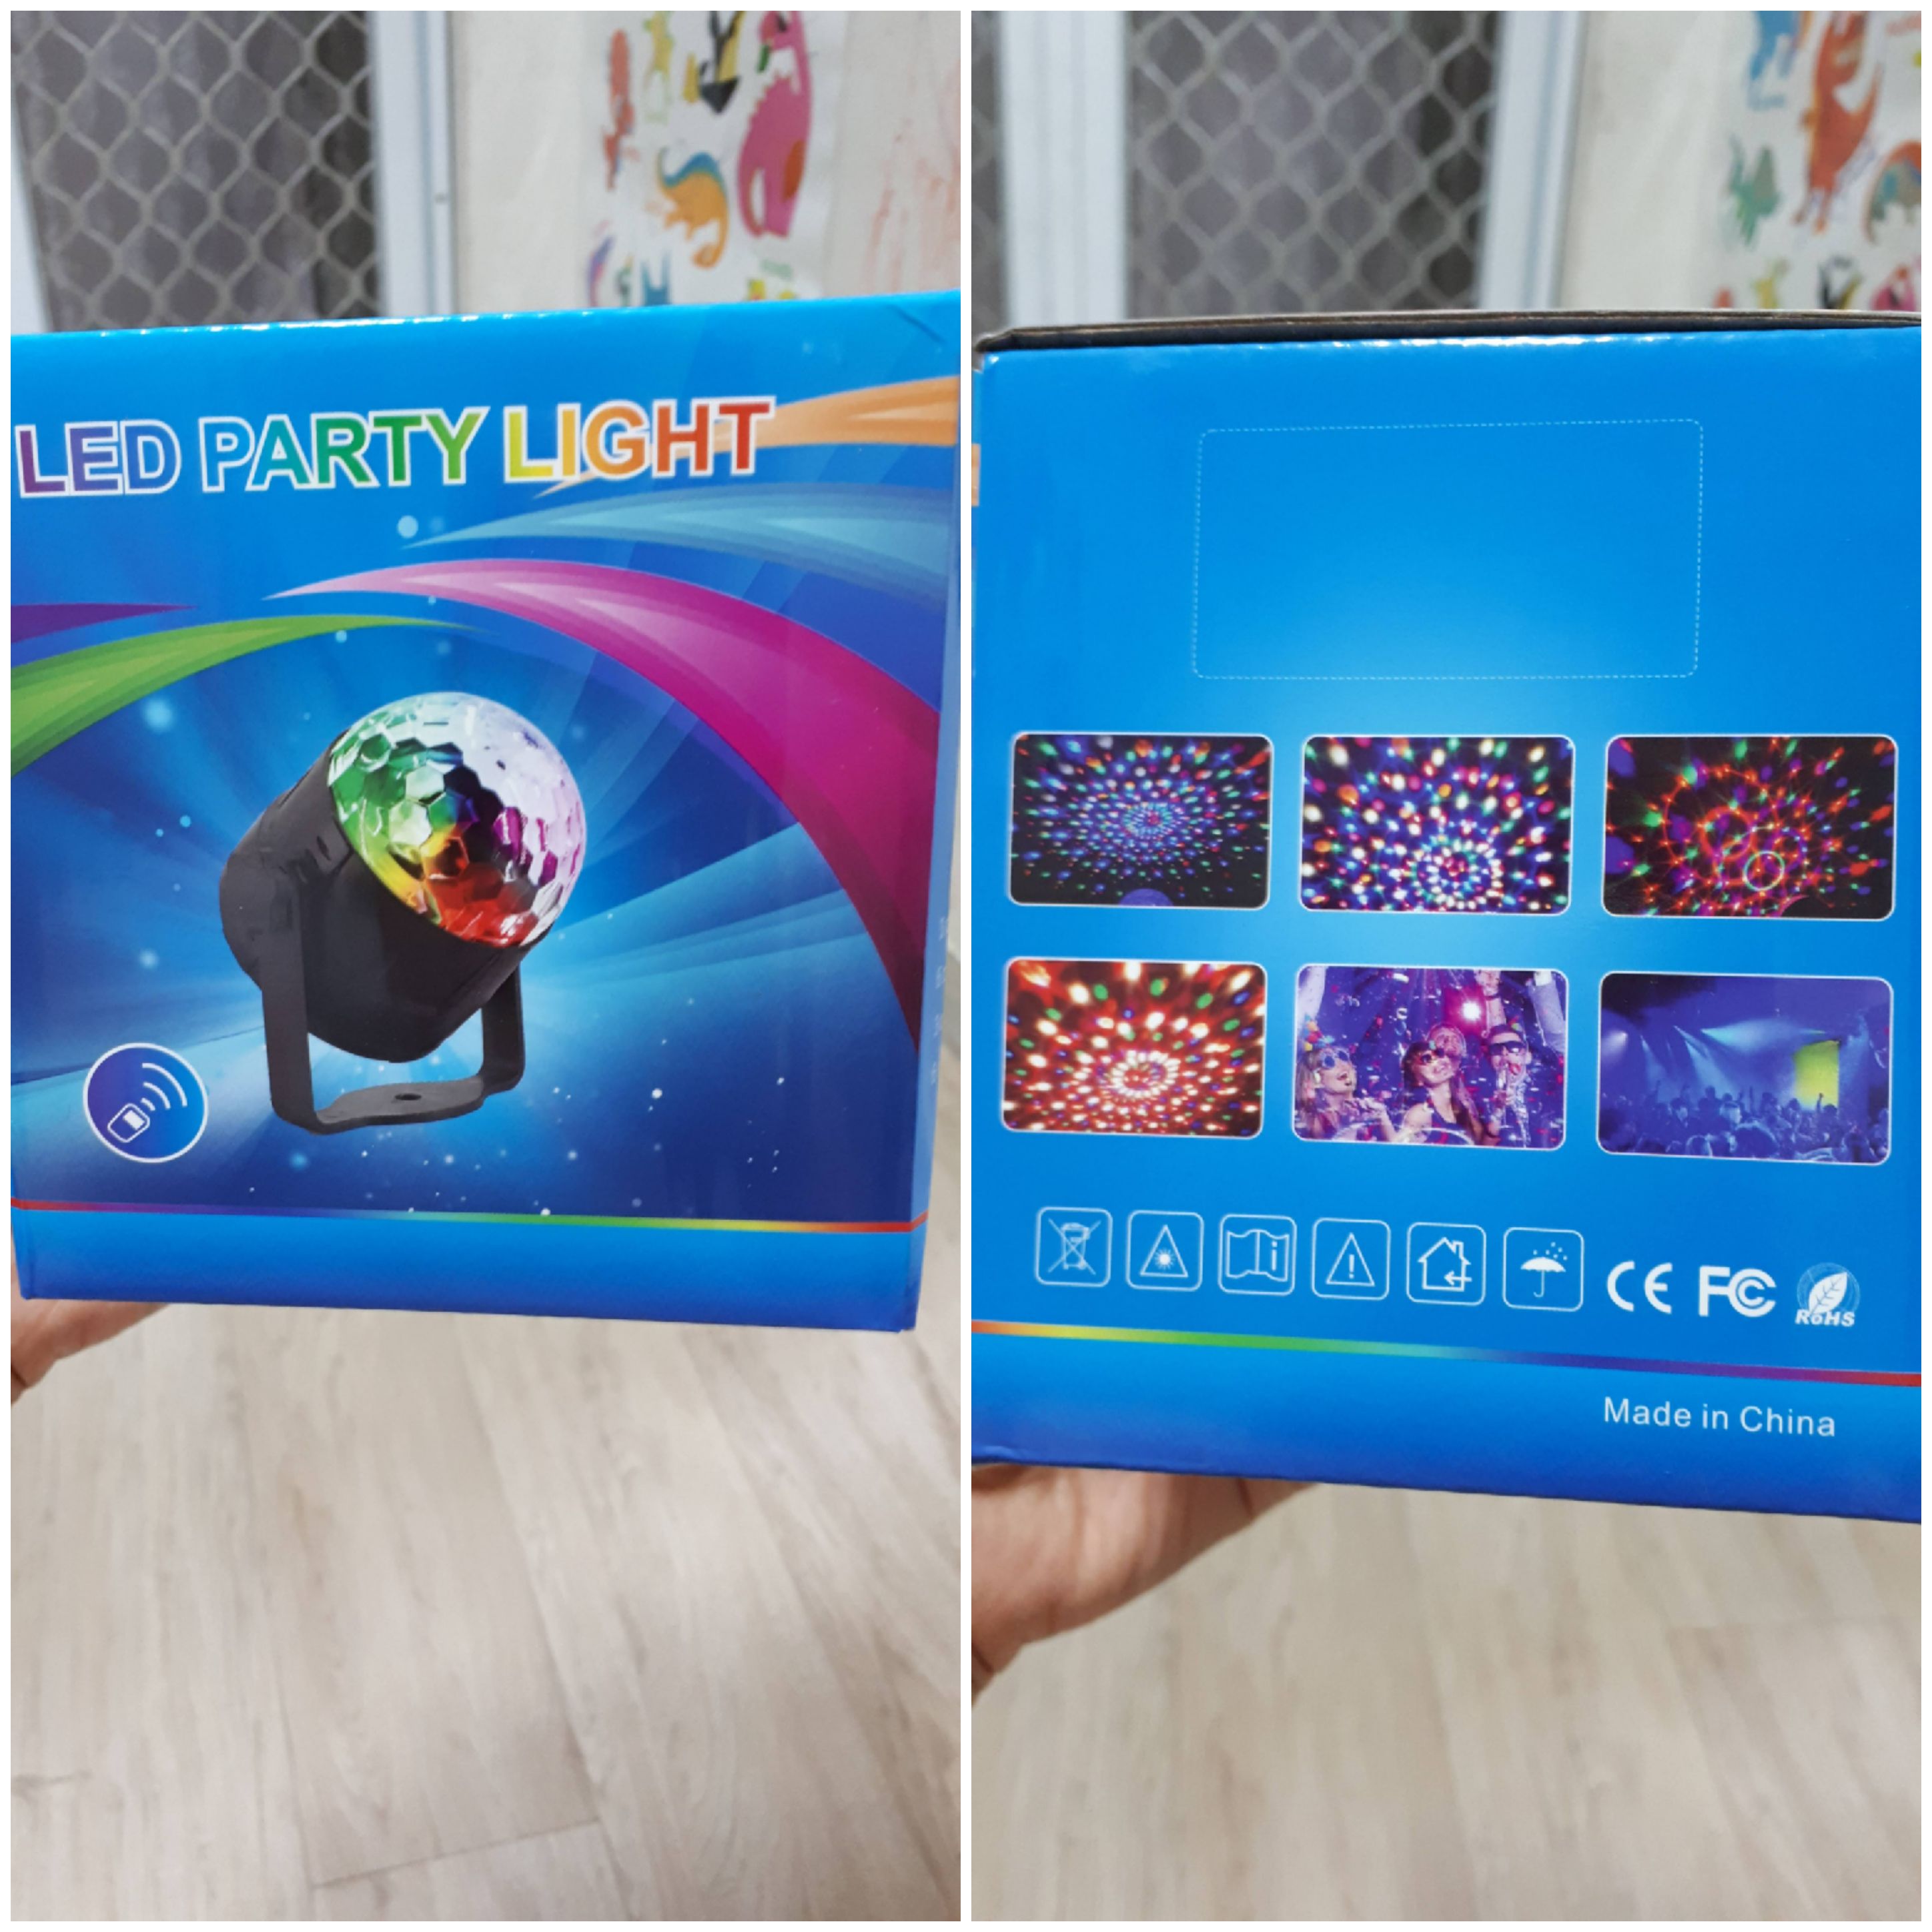 LED PARTY LIGHT
CE FC RoHS
Made in China